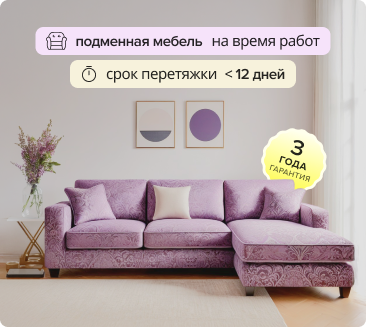 подменная мебель на время работ
срок перетяжки < 12 дней
3
ГОДА
ГАРАНТИЯ